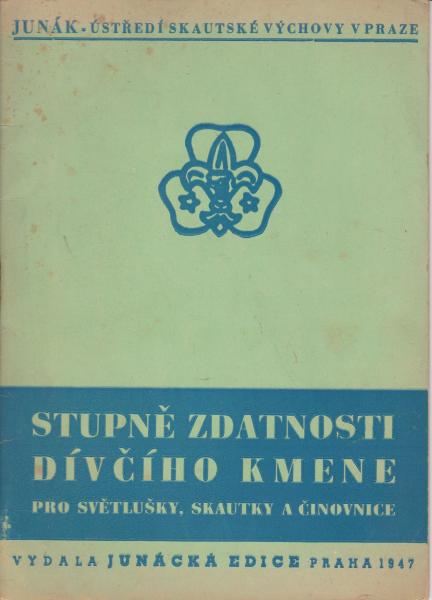 JUNÁK - ÚSTŘEDÍ SKAUTSKÉ VÝCHOVY V PRAZE
STUPNĚ ZDATNOSTI
DÍVČÍHO KMENE
PRO SVĚTLUŠKY, SKAUTKY A ČINOVNICE
VYDALA JUNÁCKÁ EDICE PRAHA 1947